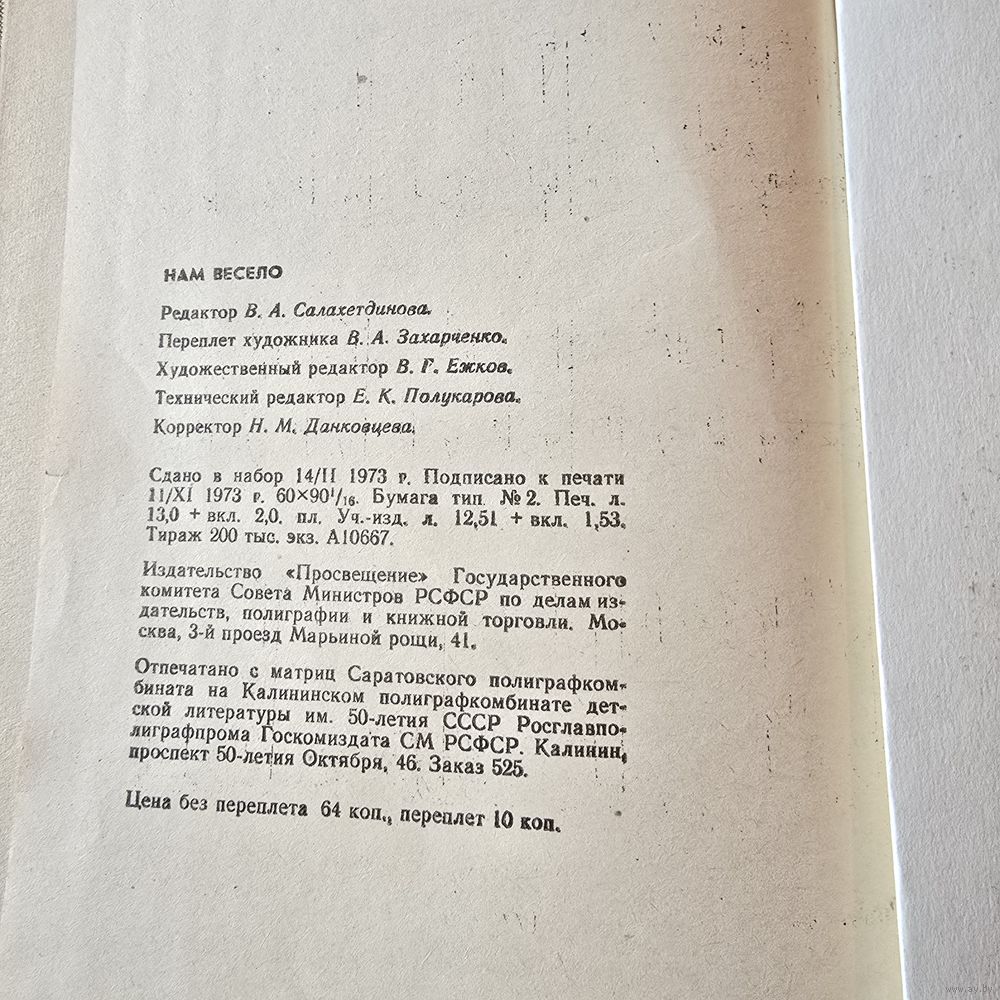 НАМ ВЕСЕЛО
Редактор В. А. Салахетдинова.
Переплет художника В. А. Захарченко.
Художественный редактор В. Г. Ежков.
Технический редактор Е. К. Полукарова.
Корректор Н. М. Данковцева.
Сдано в набор 14/II 1973 г. Подписано к печати
11/XI 1973 г. 60×90¹/₁₆. Бумага тип. №2. Печ. л.
13,0 + вкл. 2,0. пл. Уч.-изд. л. 12,51 + вкл. 1,53.
Тираж 200 тыс. экз. А10667.
Издательство «Просвещение» Государственного
комитета Совета Министров РСФСР по делам из-
дательств, полиграфии и книжной торговли. Мо-
сква, 3-й проезд Марьиной рощи, 41.
Отпечатано с матриц Саратовского полиграфком-
бината на Калининском полиграфкомбинате дет-
ской литературы им. 50-летия СССР Росглавпо-
лиграфпрома Госкомиздата СМ РСФСР. Калинин,
проспект 50-летия Октября, 46. Заказ 525.
Цена без переплета 64 коп., переплет 10 коп.
www.ay.by